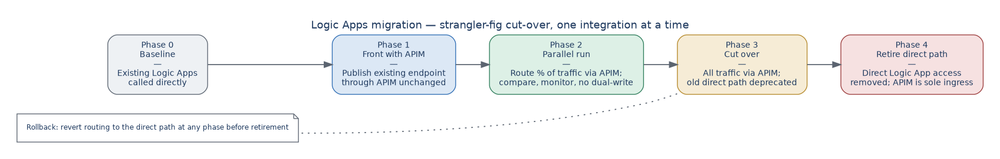 Logic Apps migration — strangler-fig cut-over, one integration at a time
Phase 0
Baseline
—
Existing Logic Apps
called directly
Phase 1
Front with APIM
—
Publish existing endpoint
through APIM unchanged
Phase 2
Parallel run
—
Route % of traffic via APIM;
compare, monitor, no dual-write
Phase 3
Cut over
—
All traffic via APIM;
old direct path deprecated
Phase 4
Retire direct path
—
Direct Logic App access
removed; APIM is sole ingress
Rollback: revert routing to the direct path at any phase before retirement